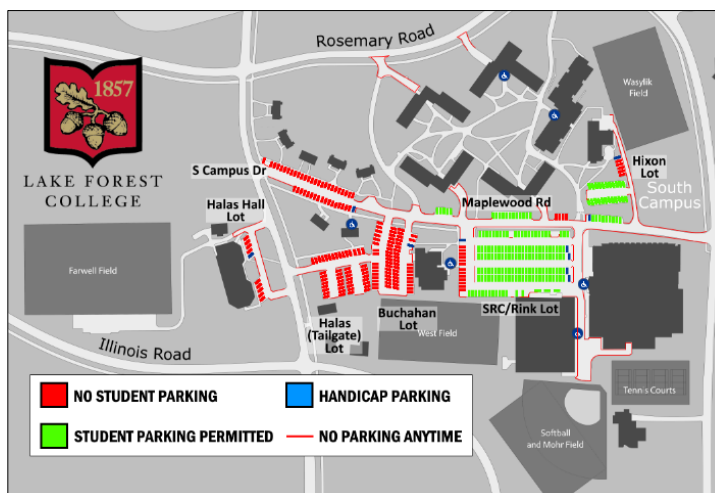 Rosemary Road
1857
LAKE FOREST
COLLEGE
Wasylik
Field
S Campus Dr
Hixon
Lot
South
Campus
Maplewood Rd
Halas Hall
Lot
Farwell Field
Illinois Road
Halas
(Tailgate)
Lot
Buchahan
Lot
West Field
SRC/Rink Lot
Tennis Courts
Softball
and Mohr Field
NO STUDENT PARKING
HANDICAP PARKING
STUDENT PARKING PERMITTED
NO PARKING ANYTIME